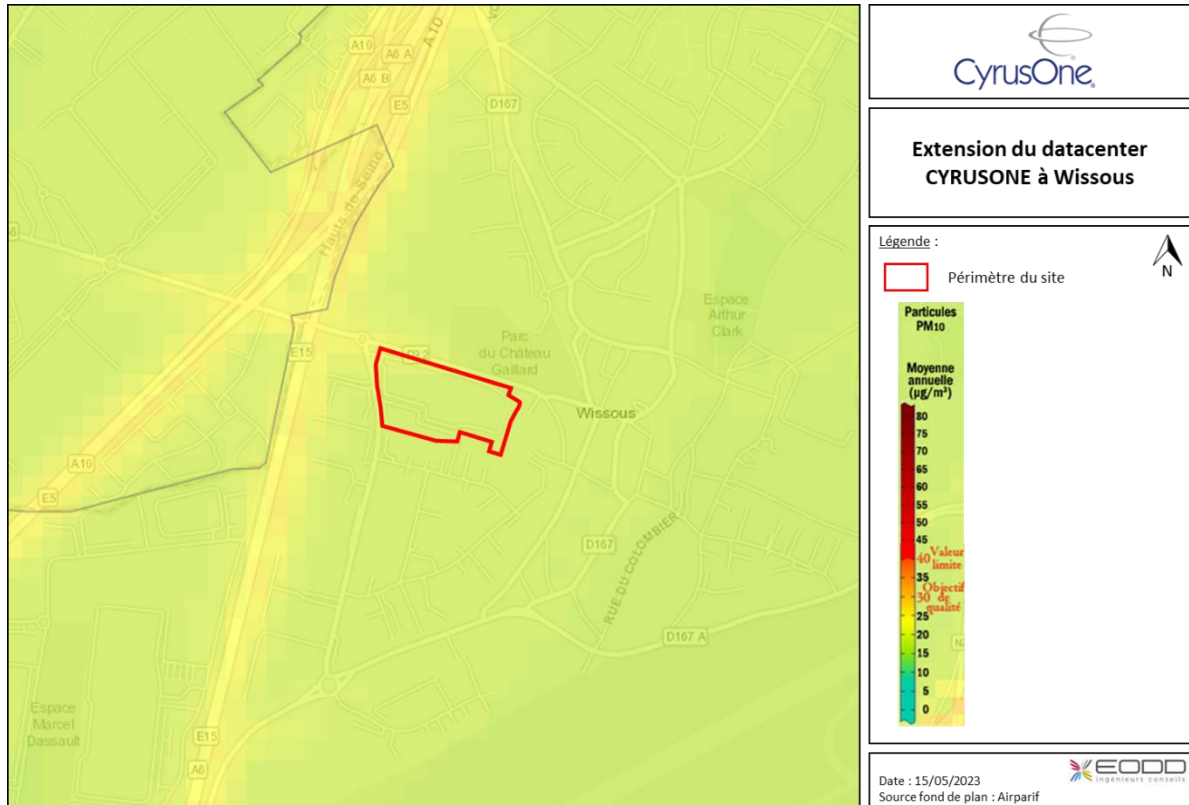 A10
A6 A
A 10
A6 B
E5
D167
Hauts-de-Seine
Espace
Arthur
Clark
Parc
du Château
Gaillard
E15
D32
Wissous
A10
E5
D167
RUE DU COLOMBIER
D167 A
Espace
Marcel
Dassault
E15
A6
CyrusOne
Extension du datacenter
CYRUSONE à Wissous
Légende :
N
Périmètre du site
Particules
PM10
Moyenne
annuelle
(µg/m³)
80
75
70
65
60
55
50
45
40 Valeur
limite
35
Objectif
30 de
qualité
25
20
15
10
5
0
EODD
ingénieurs conseils
Date : 15/05/2023
Source fond de plan : Airparif